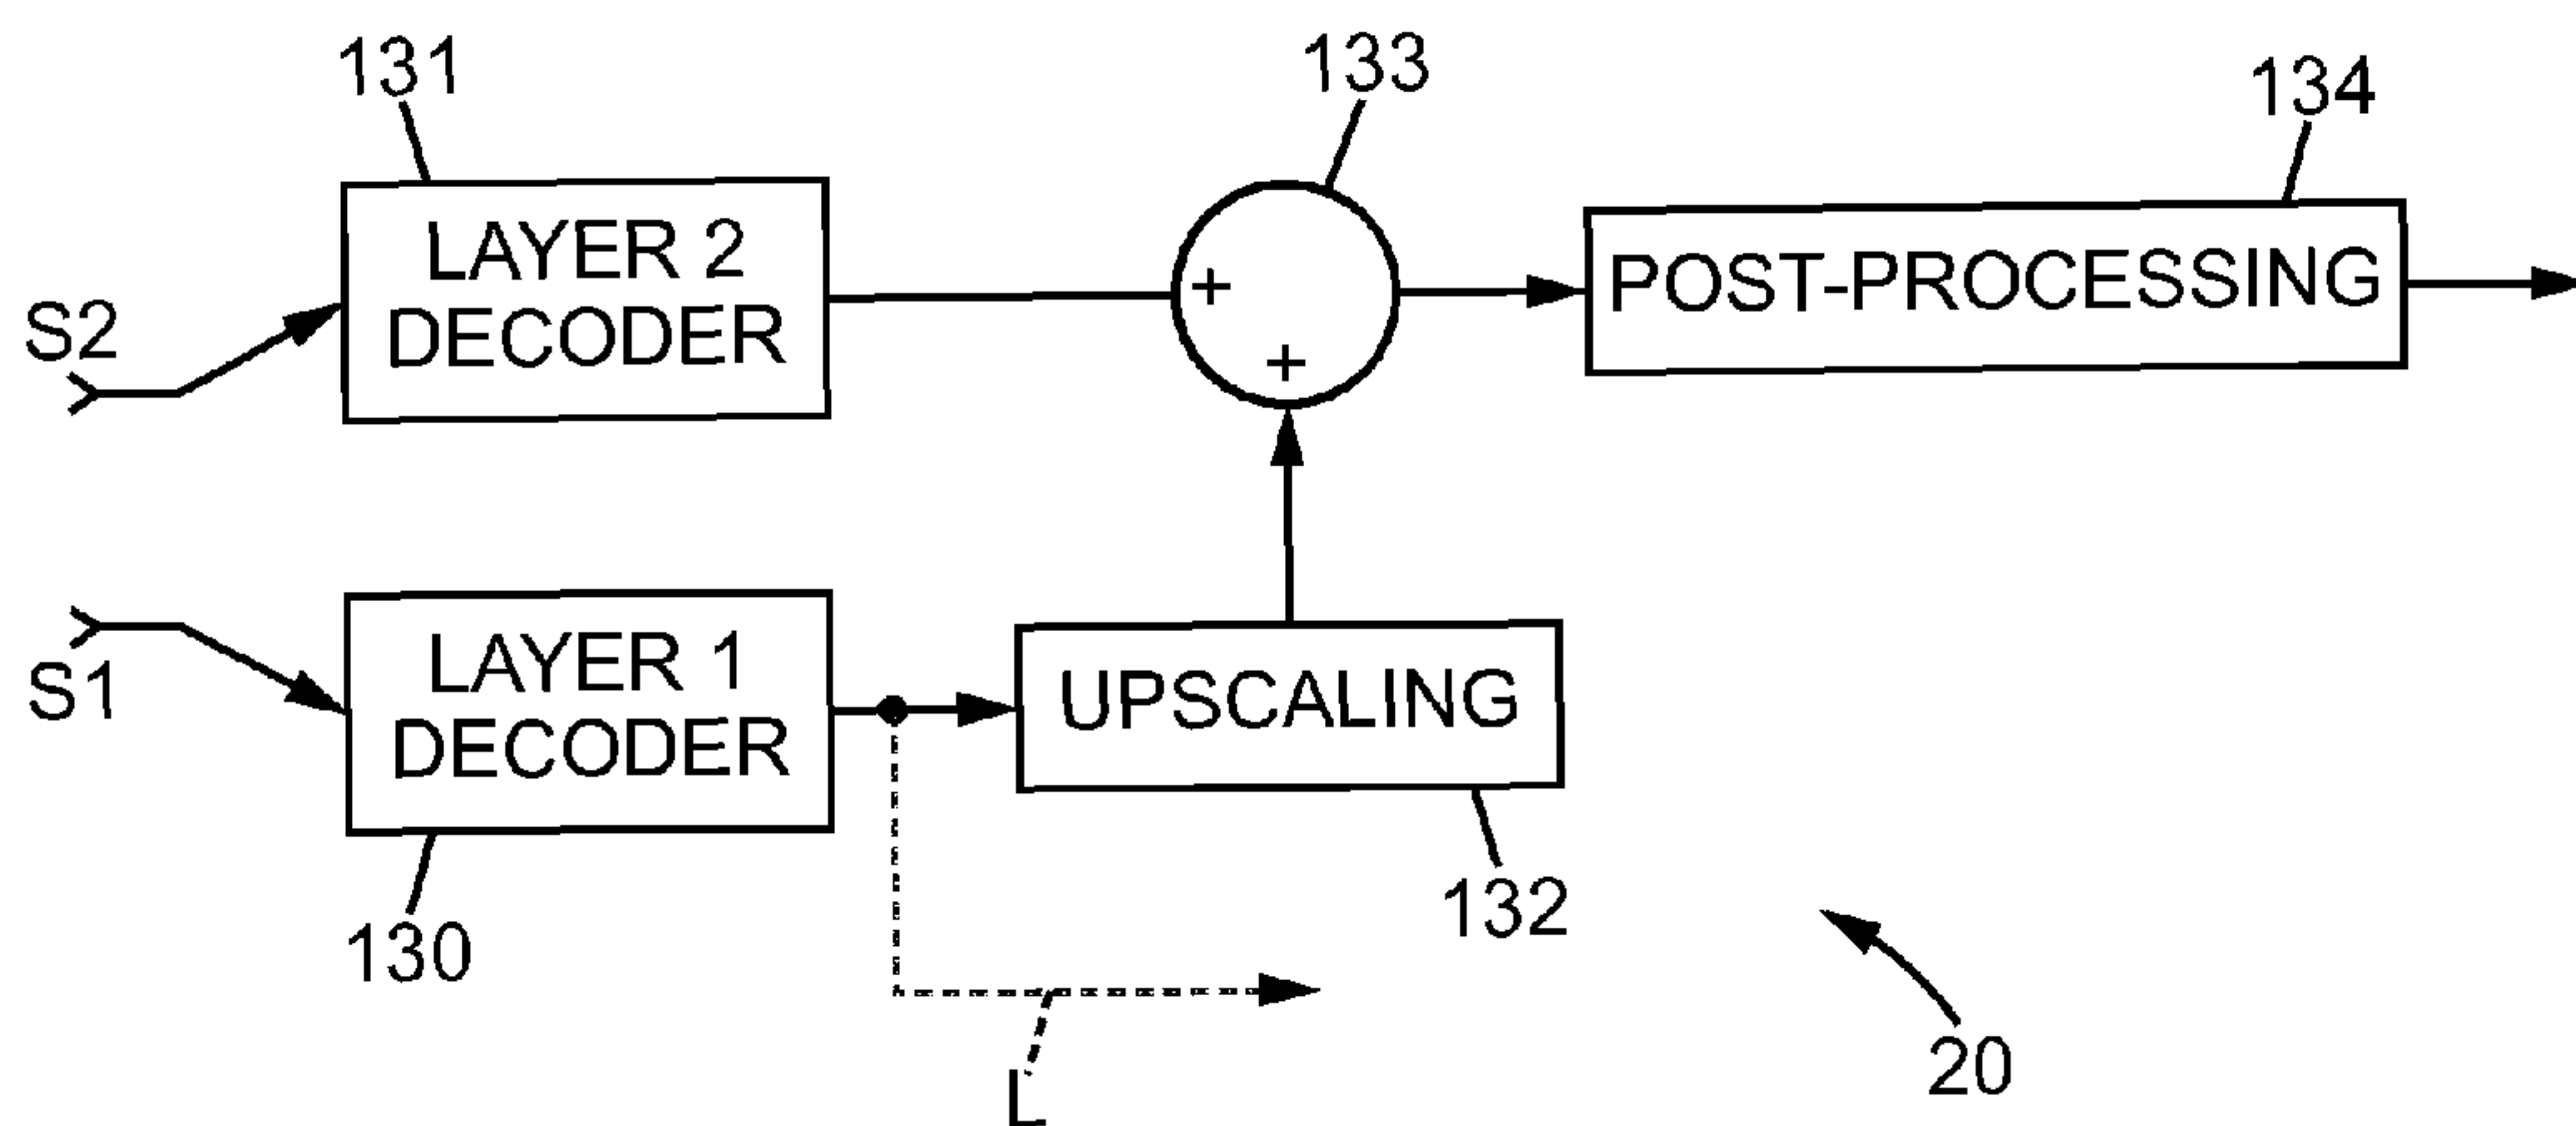 131
133
134
LAYER 2
DECODER
+
+
POST-PROCESSING
S2
S1
LAYER 1
DECODER
UPSCALING
130
132
L
20